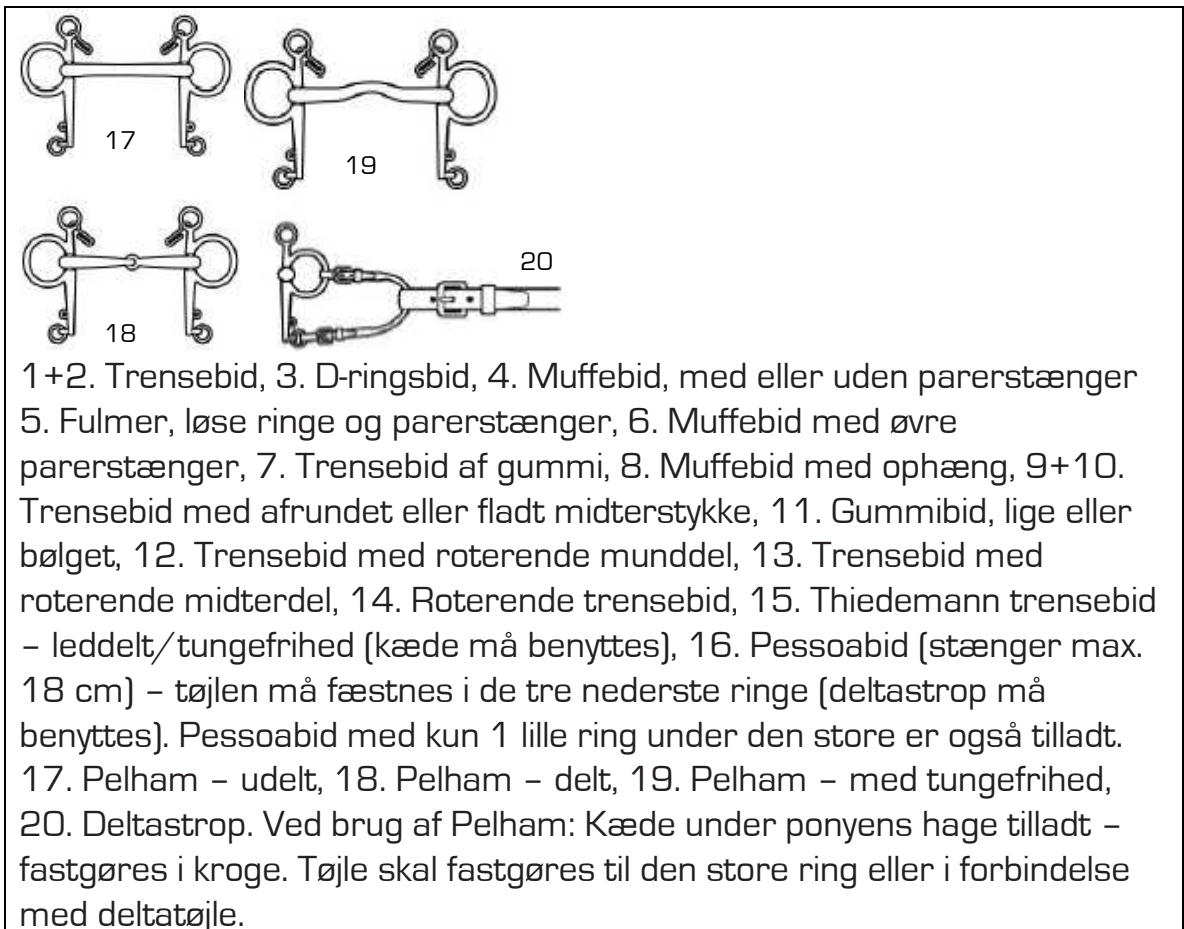 17
19
18
20
1+2. Trensebid, 3. D-ringsbid, 4. Muffebid, med eller uden parerstænger
5. Fulmer, løse ringe og parerstænger, 6. Muffebid med øvre
parerstænger, 7. Trensebid af gummi, 8. Muffebid med ophæng, 9+10.
Trensebid med afrundet eller fladt midterstykke, 11. Gummibid, lige eller
bølget, 12. Trensebid med roterende munddel, 13. Trensebid med
roterende midterdel, 14. Roterende trensebid, 15. Thiedemann trensebid
– leddelt/tungefrihed (kæde må benyttes), 16. Pessoabid (stænger max.
18 cm) – tøjlen må fæstnes i de tre nederste ringe (deltastrop må
benyttes). Pessoabid med kun 1 lille ring under den store er også tilladt.
17. Pelham – udelt, 18. Pelham – delt, 19. Pelham – med tungefrihed,
20. Deltastrop. Ved brug af Pelham: Kæde under ponyens hage tilladt –
fastgøres i kroge. Tøjle skal fastgøres til den store ring eller i forbindelse
med deltatøjle.